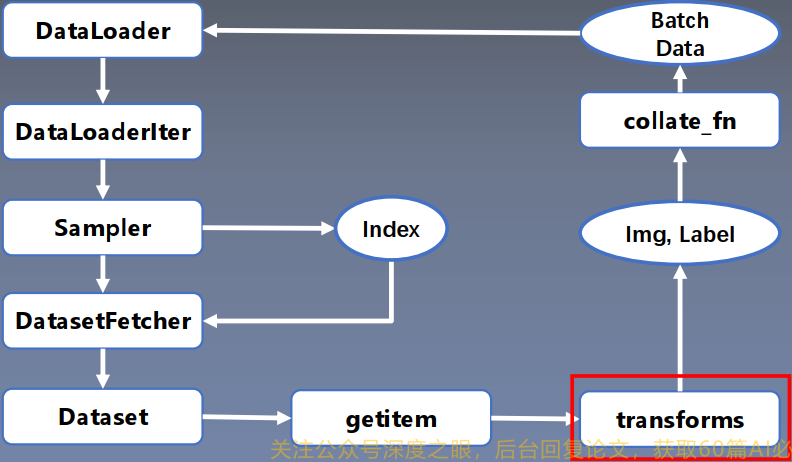 DataLoader
Batch
Data
DataLoaderIter
collate_fn
Sampler
Index
Img, Label
DatasetFetcher
Dataset
getitem
transforms
关注公众号深度之眼，后台回复论文，获取60篇AI必